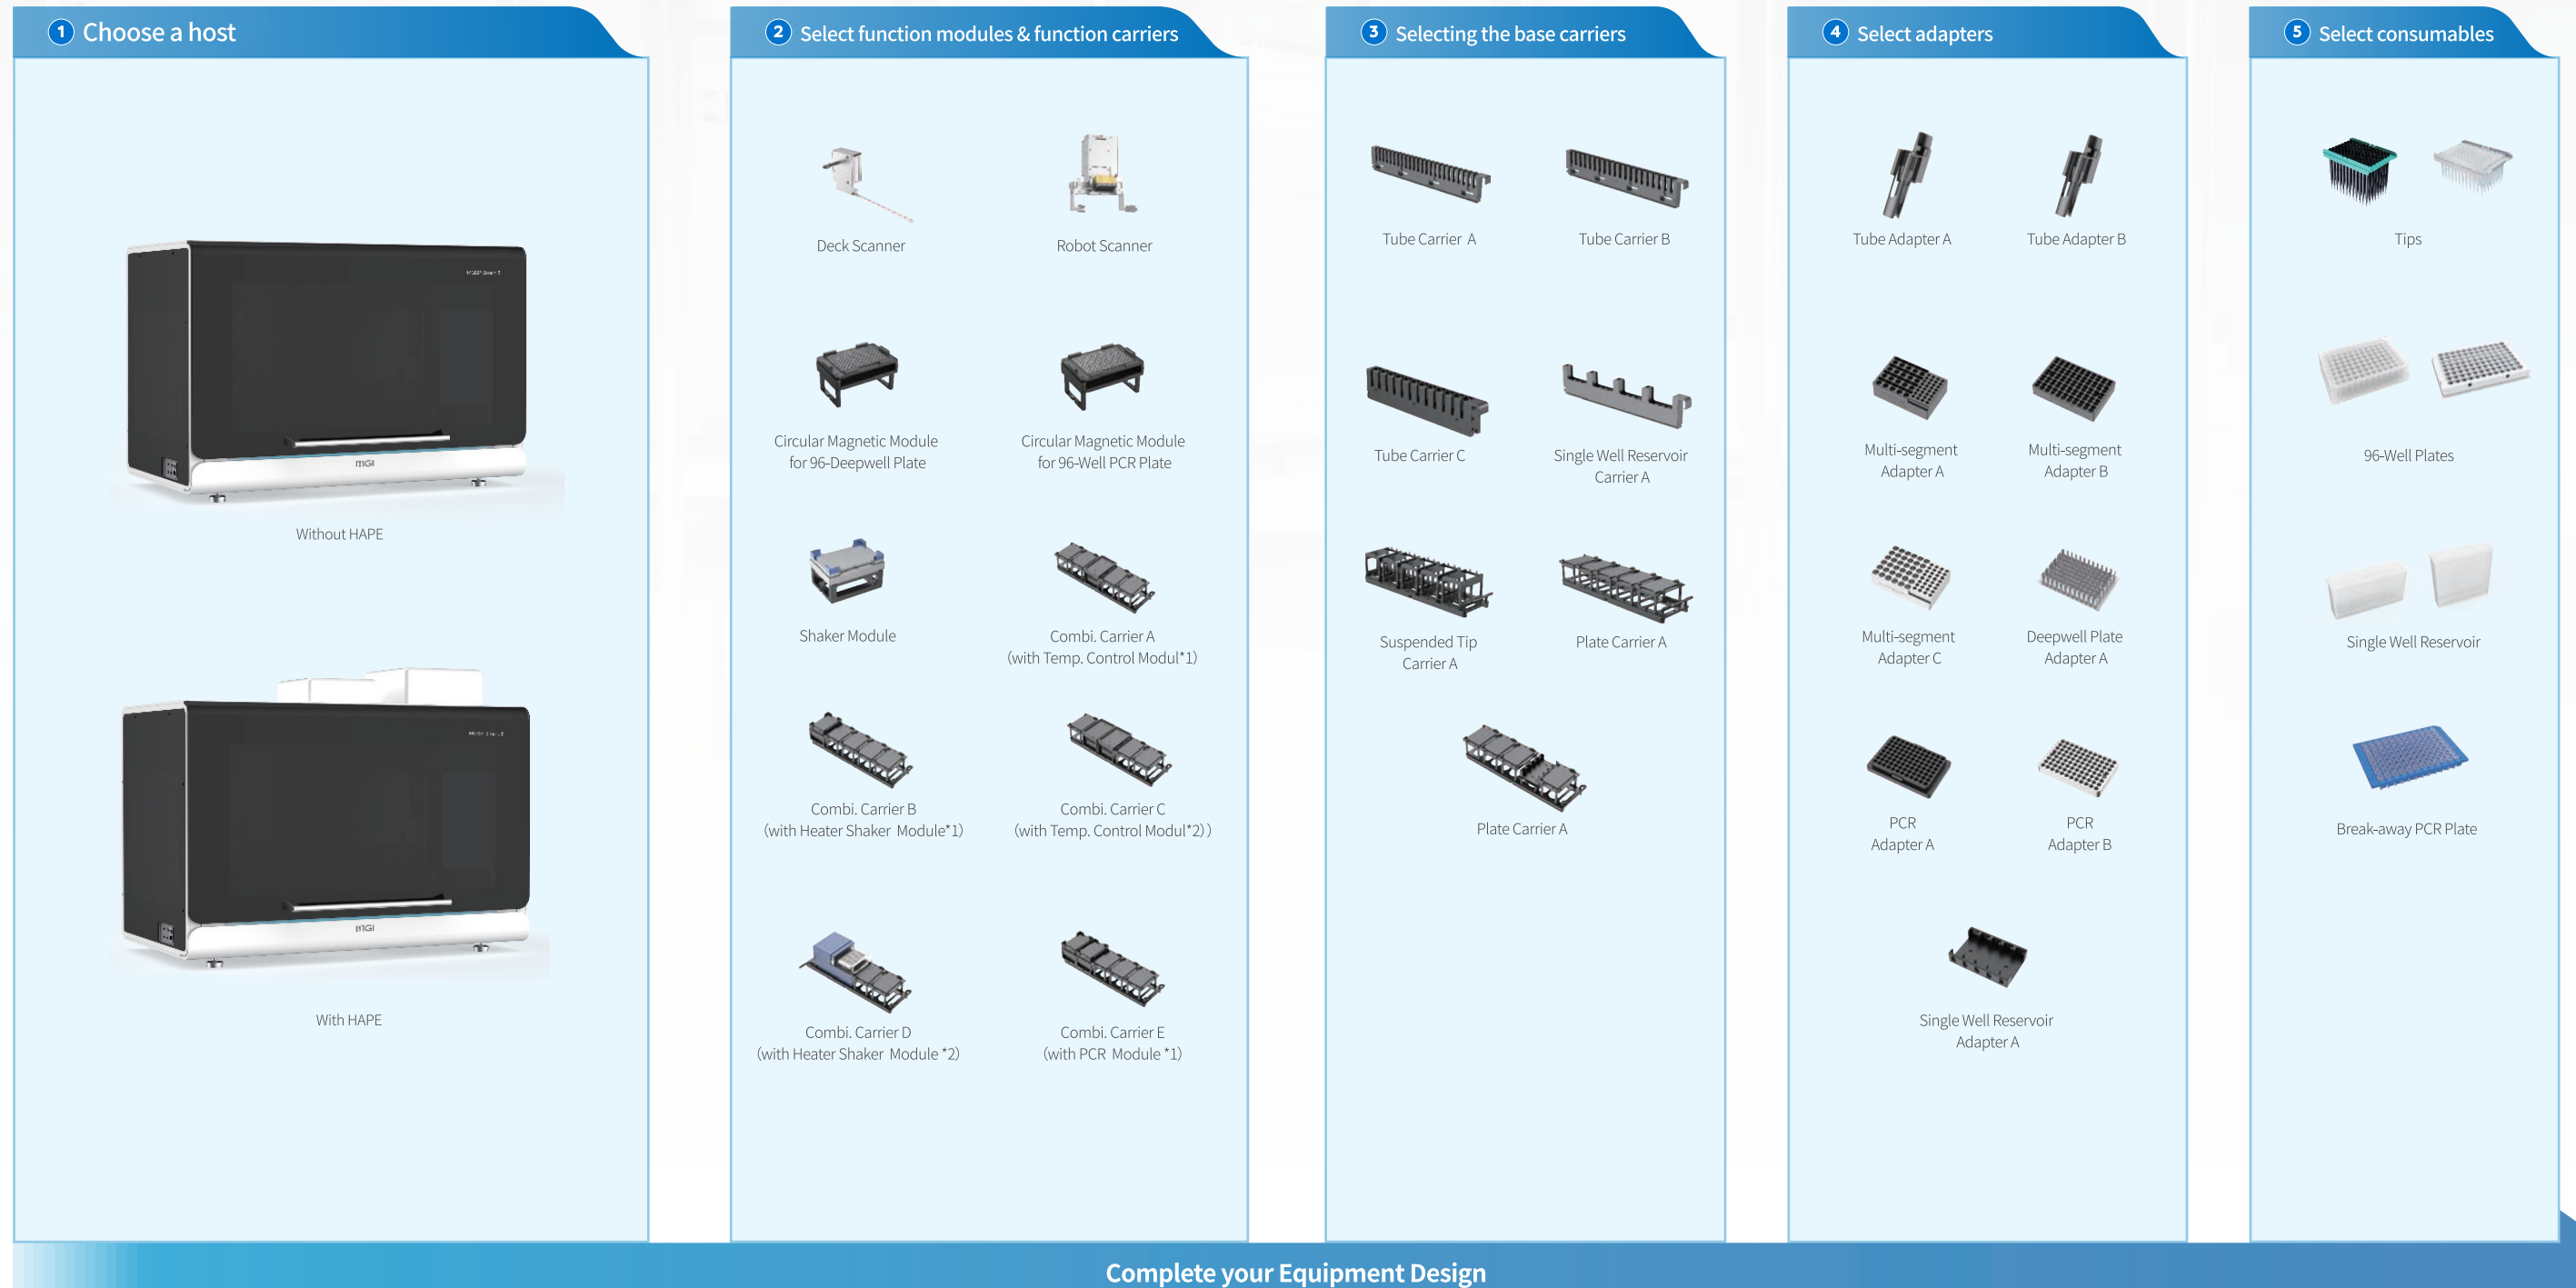 1 Choose a host
Without HAPE
With HAPE
2 Select function modules & function carriers
Deck Scanner
Robot Scanner
Circular Magnetic Module
for 96-Deepwell Plate
Circular Magnetic Module
for 96-Well PCR Plate
Shaker Module
Combi. Carrier A
(with Temp. Control Modul*1)
Combi. Carrier B
(with Heater Shaker Module*1)
Combi. Carrier C
(with Temp. Control Modul*2))
Combi. Carrier D
(with Heater Shaker Module *2)
Combi. Carrier E
(with PCR Module *1)
3 Selecting the base carriers
Tube Carrier A
Tube Carrier B
Tube Carrier C
Single Well Reservoir
Carrier A
Suspended Tip
Carrier A
Plate Carrier A
Plate Carrier A
4 Select adapters
Tube Adapter A
Tube Adapter B
Multi-segment
Adapter A
Multi-segment
Adapter B
Multi-segment
Adapter C
Deepwell Plate
Adapter A
PCR
Adapter A
PCR
Adapter B
Single Well Reservoir
Adapter A
5 Select consumables
Tips
96-Well Plates
Single Well Reservoir
Break-away PCR Plate
Complete your Equipment Design